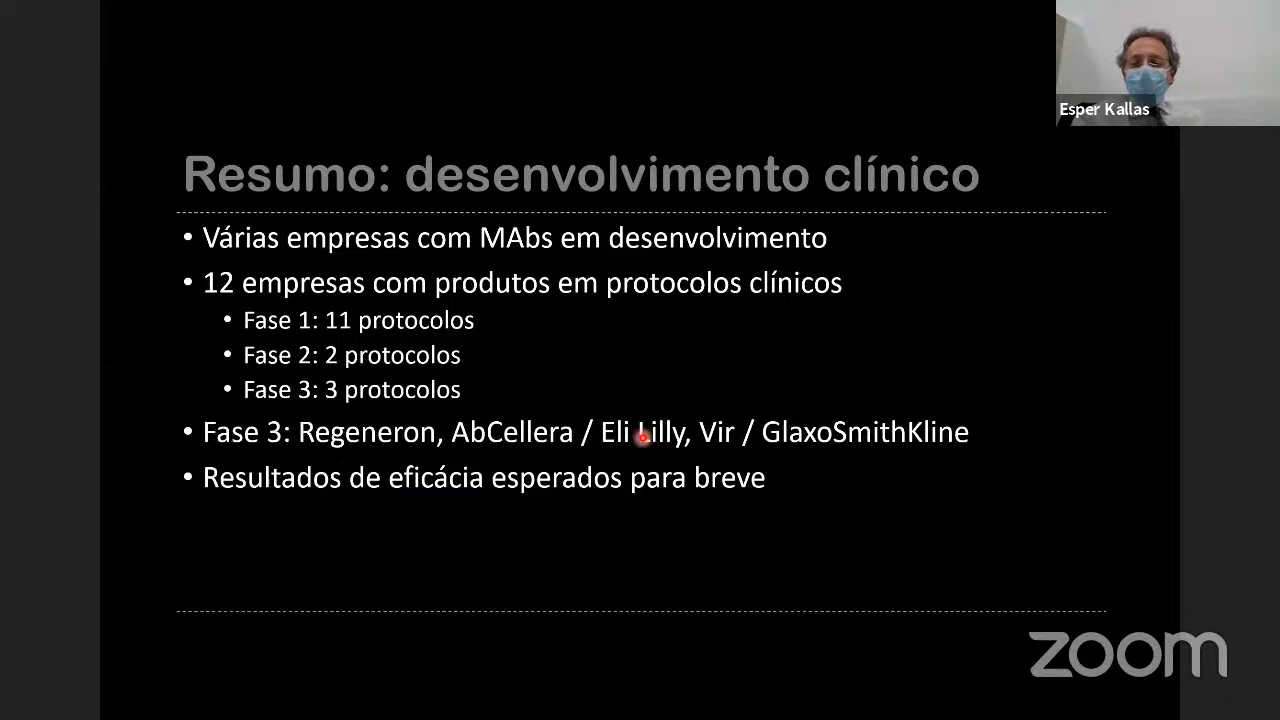 Esper Kallas
Resumo: desenvolvimento clínico
• Várias empresas com MAbs em desenvolvimento
• 12 empresas com produtos em protocolos clínicos
• Fase 1: 11 protocolos
• Fase 2: 2 protocolos
• Fase 3: 3 protocolos
• Fase 3: Regeneron, AbCellera / Eli Lilly, Vir / GlaxoSmithKline
• Resultados de eficácia esperados para breve
zoom